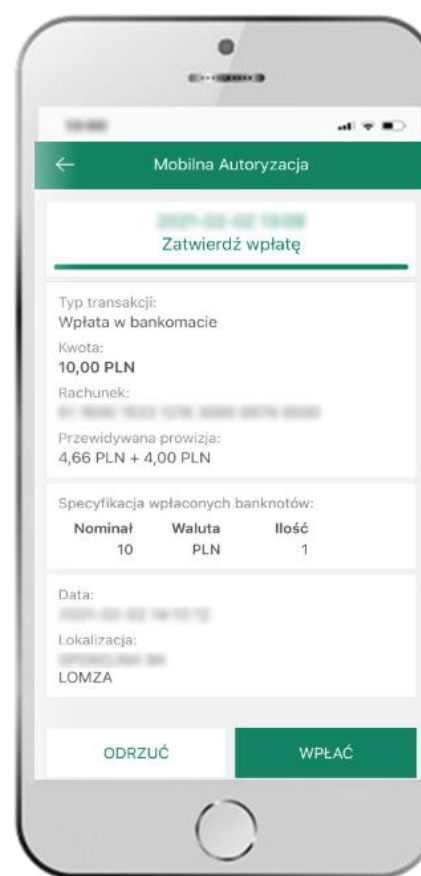 Mobilna Autoryzacja
Zatwierdź wpłatę
Typ transakcji:
Wpłata w bankomacie
Kwota:
10,00 PLN
Rachunek:
Przewidywana prowizja:
4,66 PLN + 4,00 PLN
Specyfikacja wpłaconych banknotów:
Nominał Waluta Ilość
10 PLN 1
Data:
Lokalizacja:
LOMZA
ODRZUĆ WPŁAĆ